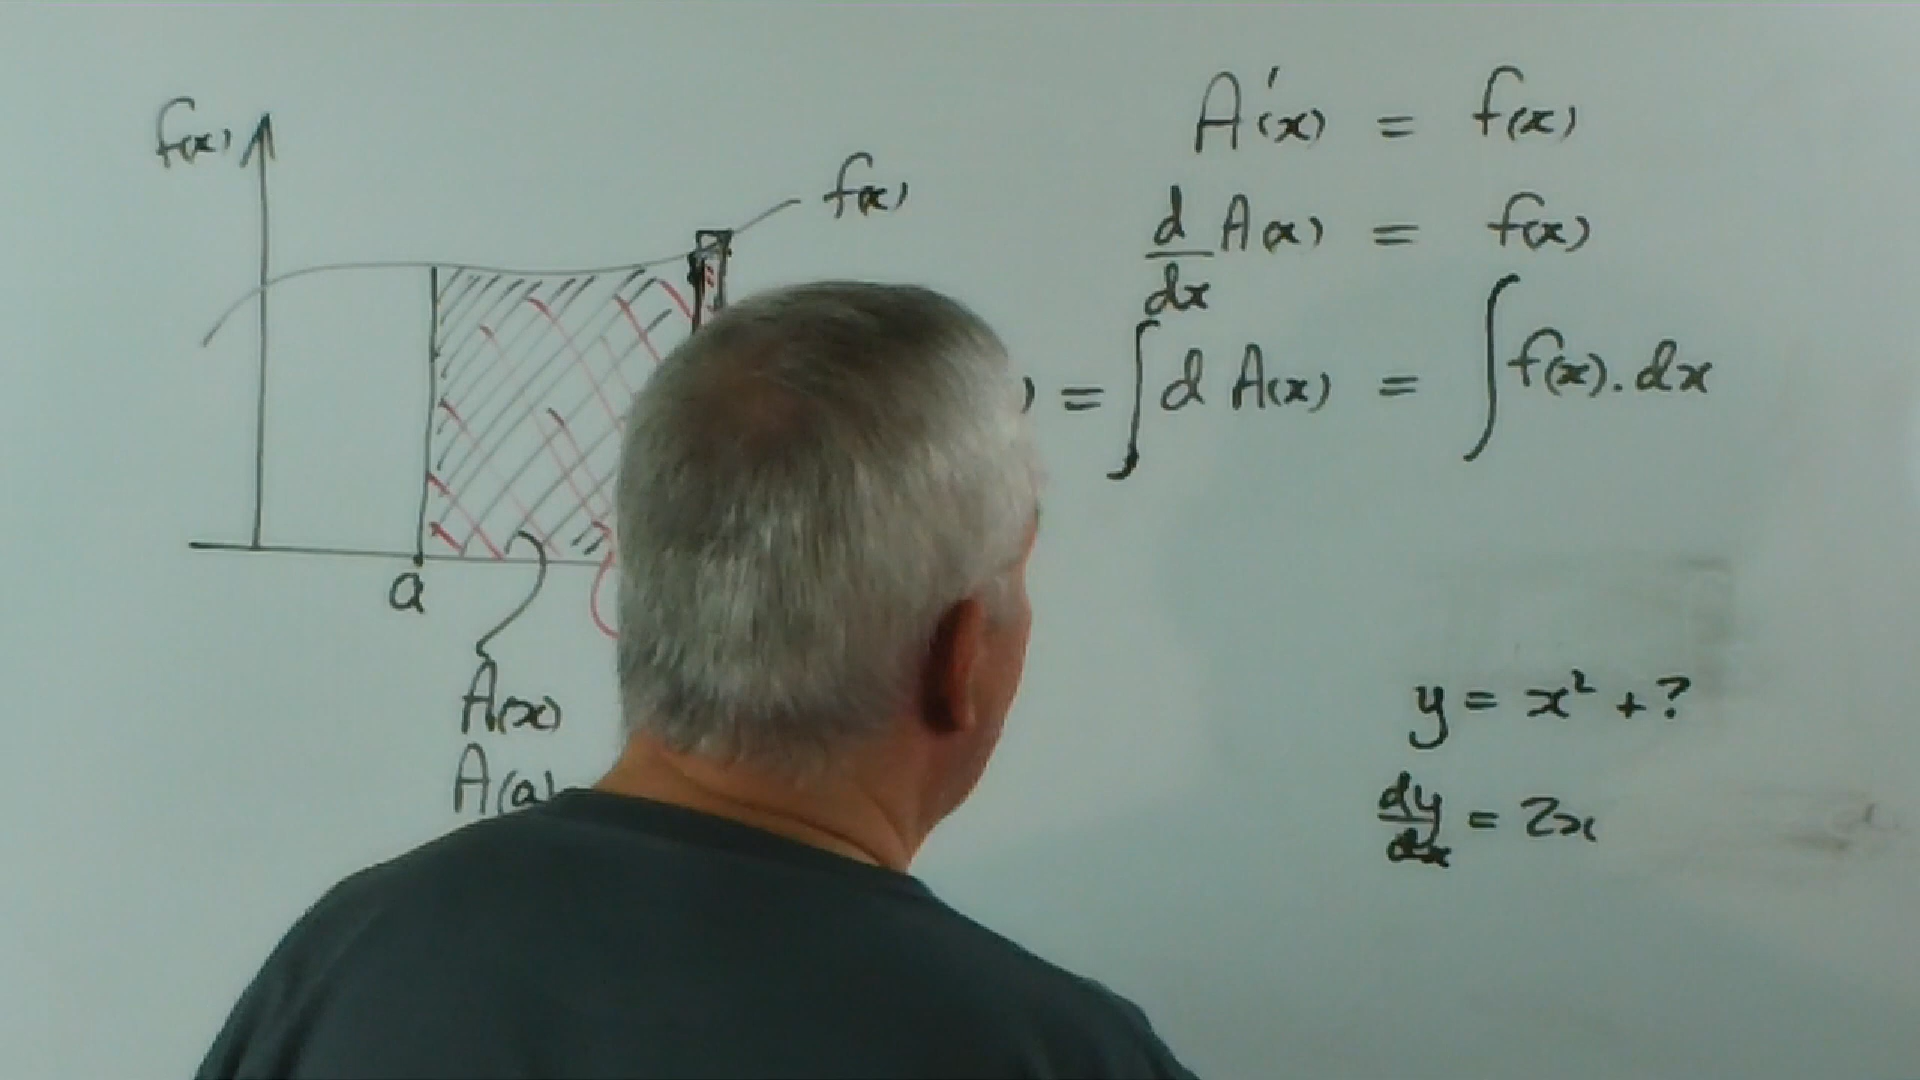 f(x)
f(x)
a
A(x)
A(a)
A'(x) = f(x)
d/dx A(x) = f(x)
) = ∫ d A(x) = ∫ f(x) . dx
y = x² + ?
dy/dx = 2x